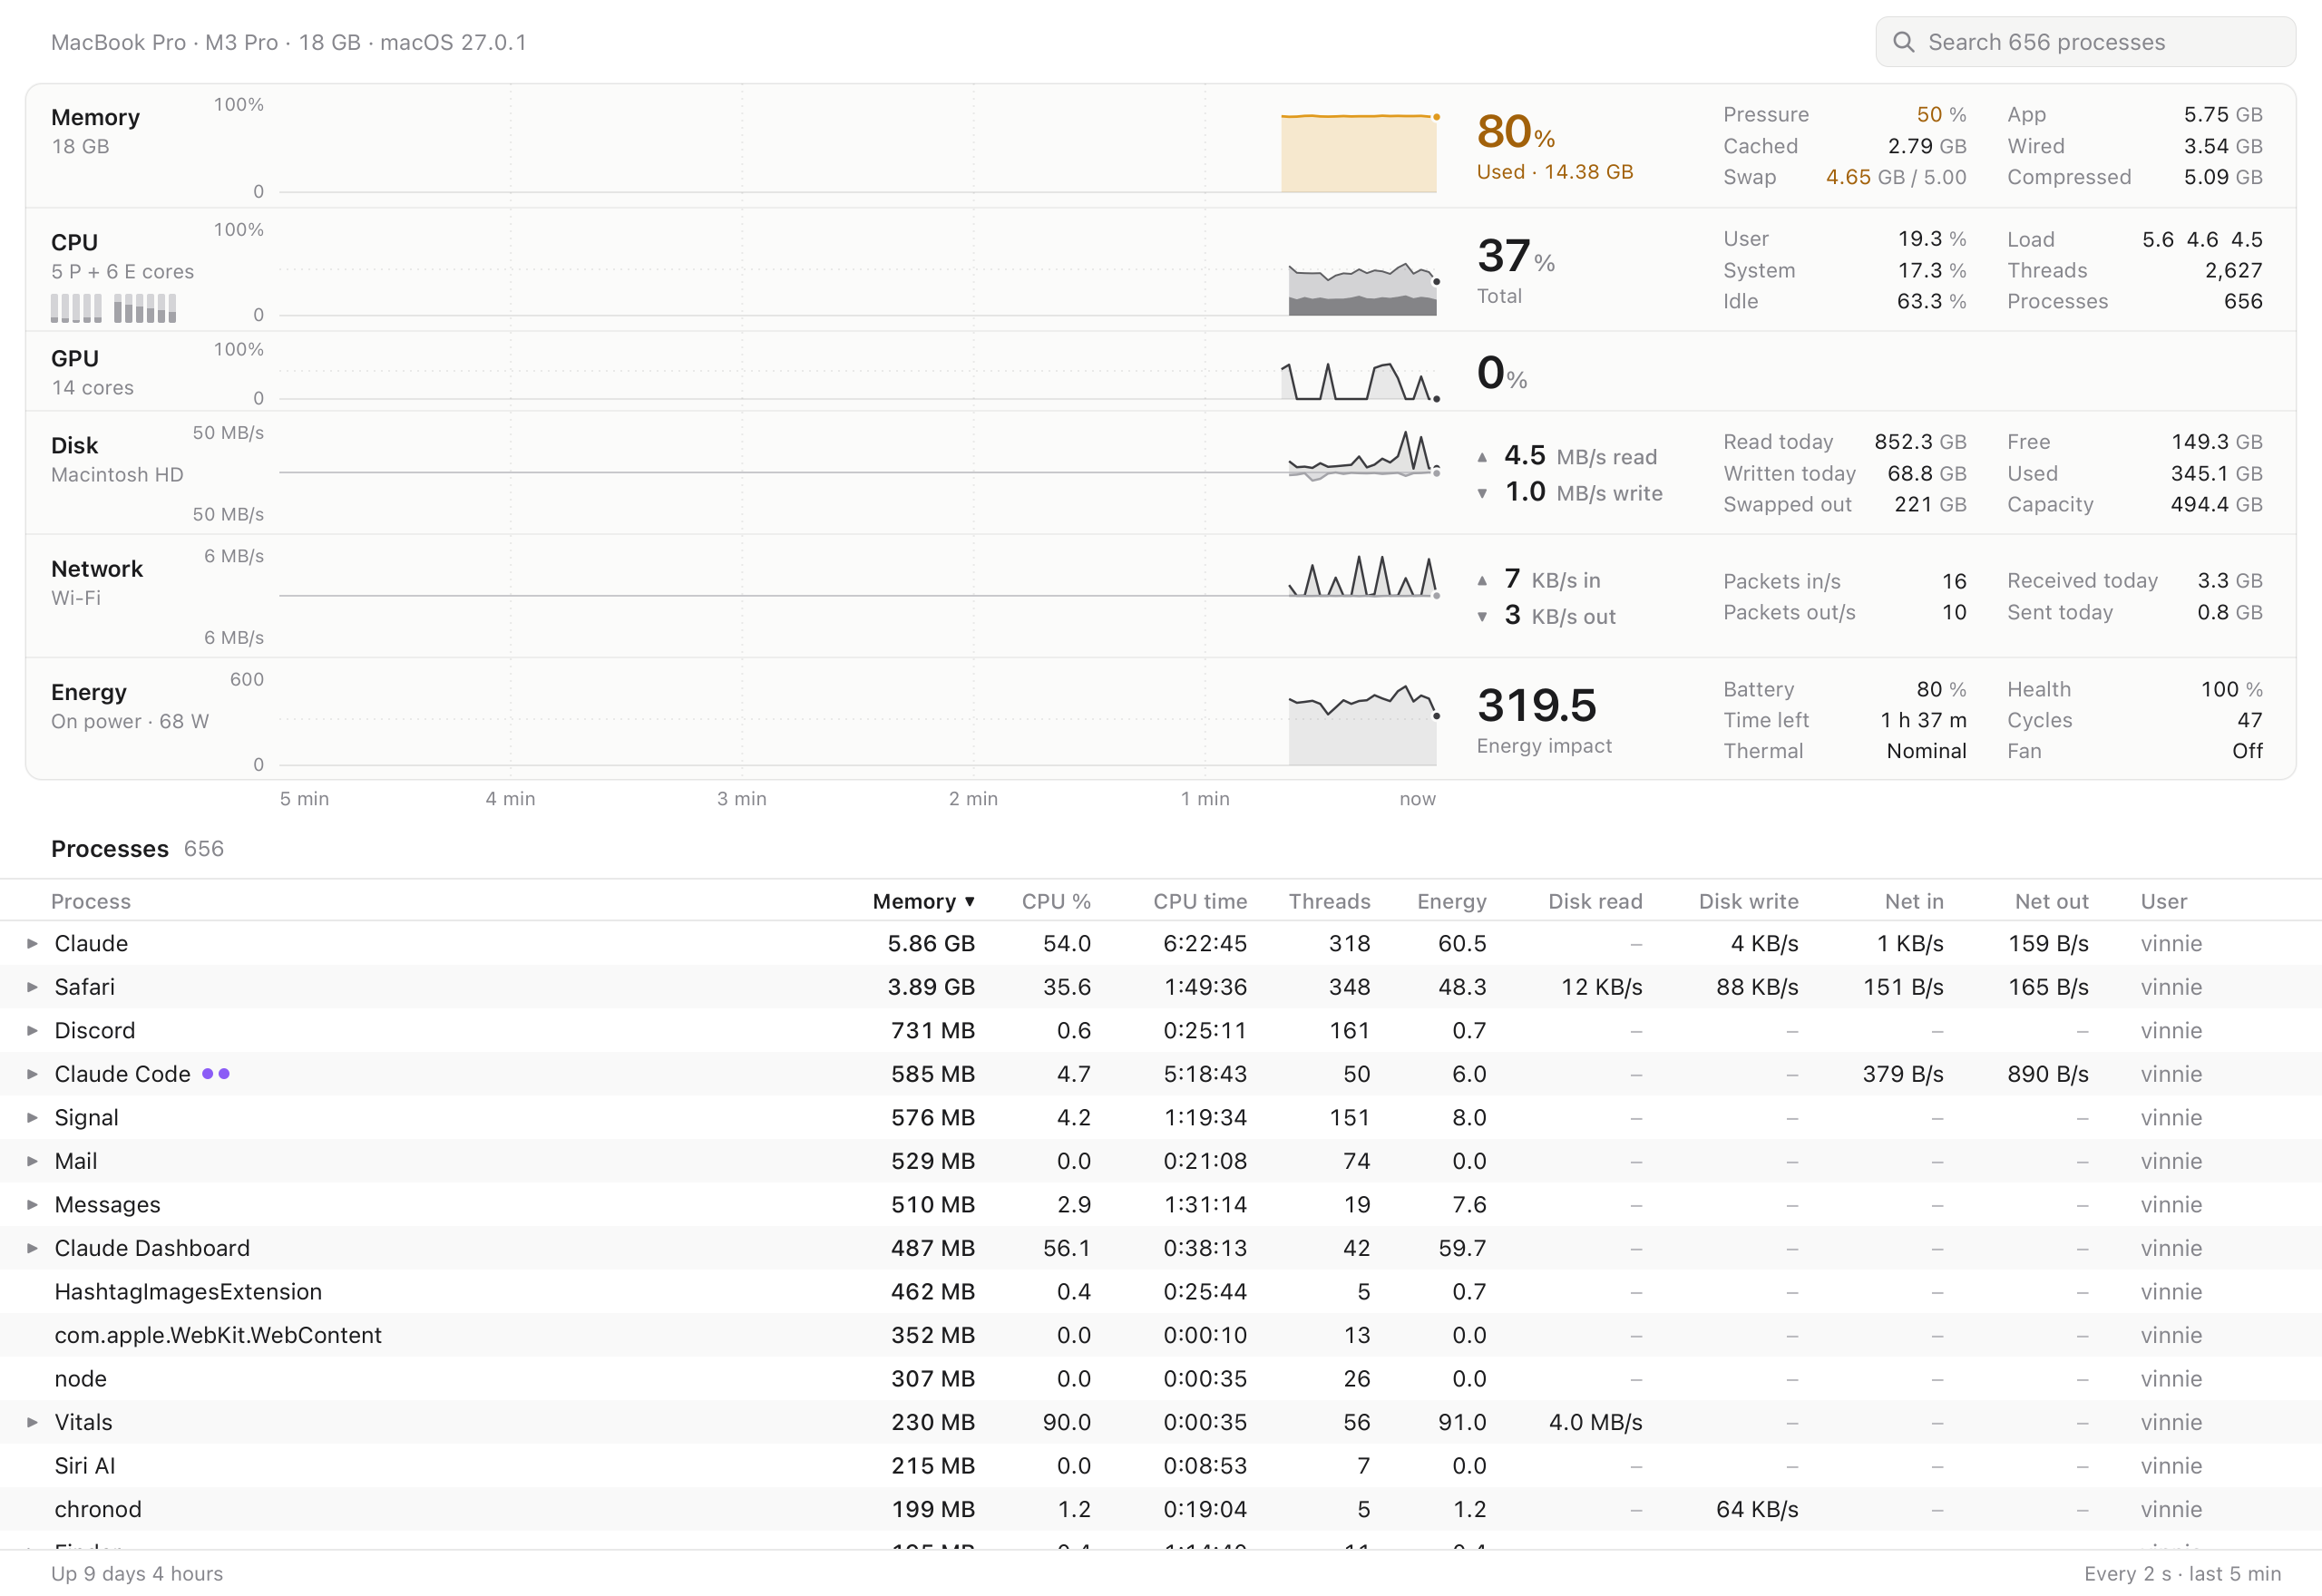 MacBook Pro · M3 Pro · 18 GB · macOS 27.0.1
Search 656 processes
Memory
18 GB
100%
0
80%
Used · 14.38 GB
Pressure 50 %
Cached 2.79 GB
Swap 4.65 GB / 5.00
App 5.75 GB
Wired 3.54 GB
Compressed 5.09 GB
CPU
5 P + 6 E cores
100%
0
37%
Total
User 19.3 %
System 17.3 %
Idle 63.3 %
Load 5.6 4.6 4.5
Threads 2,627
Processes 656
GPU
14 cores
100%
0
0%
Disk
Macintosh HD
50 MB/s
50 MB/s
▲ 4.5 MB/s read
▼ 1.0 MB/s write
Read today 852.3 GB
Written today 68.8 GB
Swapped out 221 GB
Free 149.3 GB
Used 345.1 GB
Capacity 494.4 GB
Network
Wi-Fi
6 MB/s
6 MB/s
▲ 7 KB/s in
▼ 3 KB/s out
Packets in/s 16
Packets out/s 10
Received today 3.3 GB
Sent today 0.8 GB
Energy
On power · 68 W
600
0
319.5
Energy impact
Battery 80 %
Time left 1 h 37 m
Thermal Nominal
Health 100 %
Cycles 47
Fan Off
5 min 4 min 3 min 2 min 1 min now
Processes 656
Process Memory ▼ CPU % CPU time Threads Energy Disk read Disk write Net in Net out User
Claude 5.86 GB 54.0 6:22:45 318 60.5 – 4 KB/s 1 KB/s 159 B/s vinnie
Safari 3.89 GB 35.6 1:49:36 348 48.3 12 KB/s 88 KB/s 151 B/s 165 B/s vinnie
Discord 731 MB 0.6 0:25:11 161 0.7 – – – – vinnie
Claude Code 585 MB 4.7 5:18:43 50 6.0 – – 379 B/s 890 B/s vinnie
Signal 576 MB 4.2 1:19:34 151 8.0 – – – – vinnie
Mail 529 MB 0.0 0:21:08 74 0.0 – – – – vinnie
Messages 510 MB 2.9 1:31:14 19 7.6 – – – – vinnie
Claude Dashboard 487 MB 56.1 0:38:13 42 59.7 – – – – vinnie
HashtagImagesExtension 462 MB 0.4 0:25:44 5 0.7 – – – – vinnie
com.apple.WebKit.WebContent 352 MB 0.0 0:00:10 13 0.0 – – – – vinnie
node 307 MB 0.0 0:00:35 26 0.0 – – – – vinnie
Vitals 230 MB 90.0 0:00:35 56 91.0 4.0 MB/s – – – vinnie
Siri AI 215 MB 0.0 0:08:53 7 0.0 – – – – vinnie
chronod 199 MB 1.2 0:19:04 5 1.2 – 64 KB/s – – vinnie
Up 9 days 4 hours
Every 2 s · last 5 min